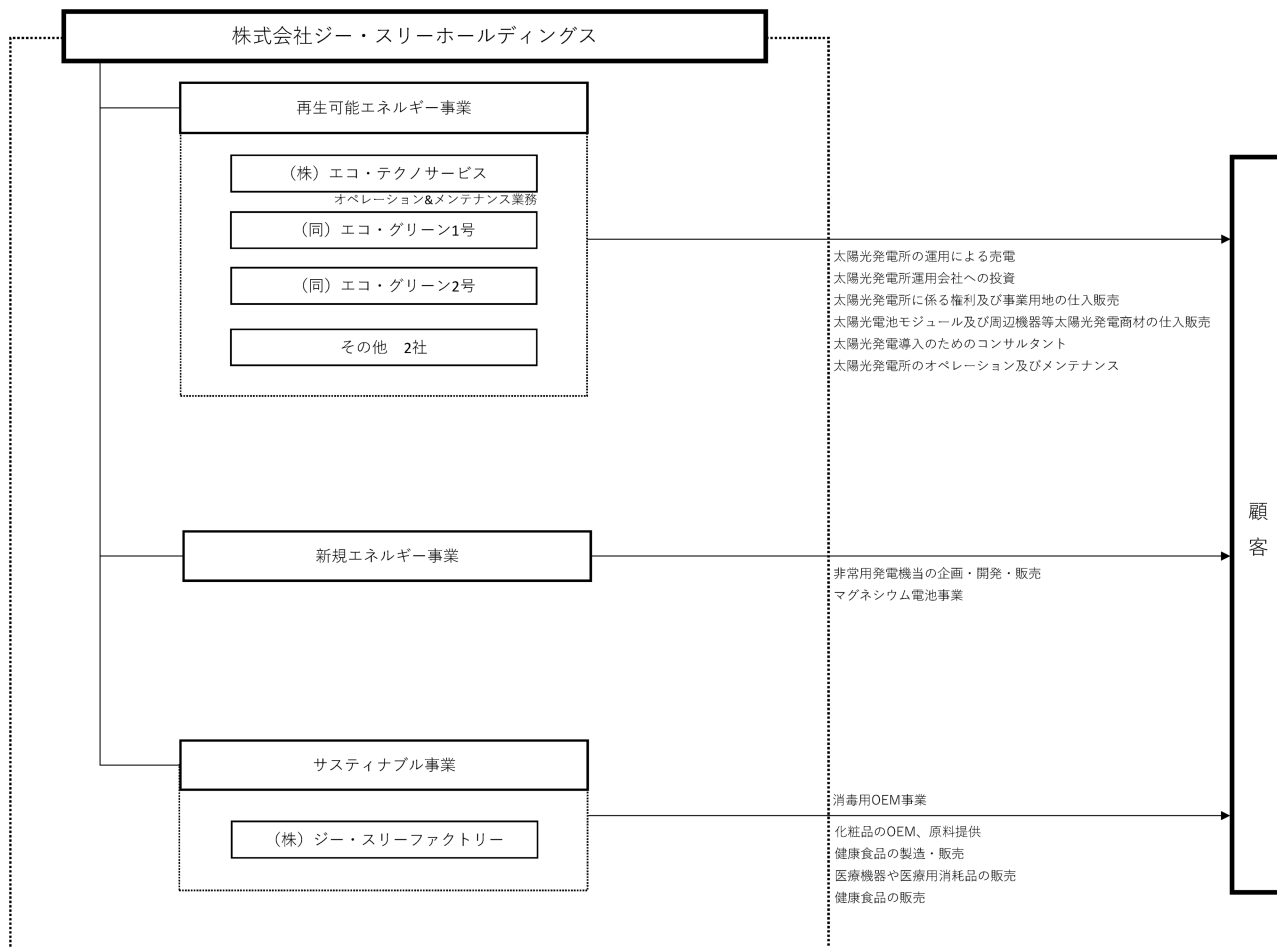 株式会社ジー・スリーホールディングス
再生可能エネルギー事業
（株）エコ・テクノサービス
オペレーション&メンテナンス業務
（同）エコ・グリーン1号
（同）エコ・グリーン2号
その他　2社
太陽光発電所の運用による売電
太陽光発電所運用会社への投資
太陽光発電所に係る権利及び事業用地の仕入販売
太陽光電池モジュール及び周辺機器等太陽光発電商材の仕入販売
太陽光発電導入のためのコンサルタント
太陽光発電所のオペレーション及びメンテナンス
新規エネルギー事業
非常用発電機当の企画・開発・販売
マグネシウム電池事業
サスティナブル事業
（株）ジー・スリーファクトリー
消毒用OEM事業
化粧品のOEM、原料提供
健康食品の製造・販売
医療機器や医療用消耗品の販売
健康食品の販売
顧客